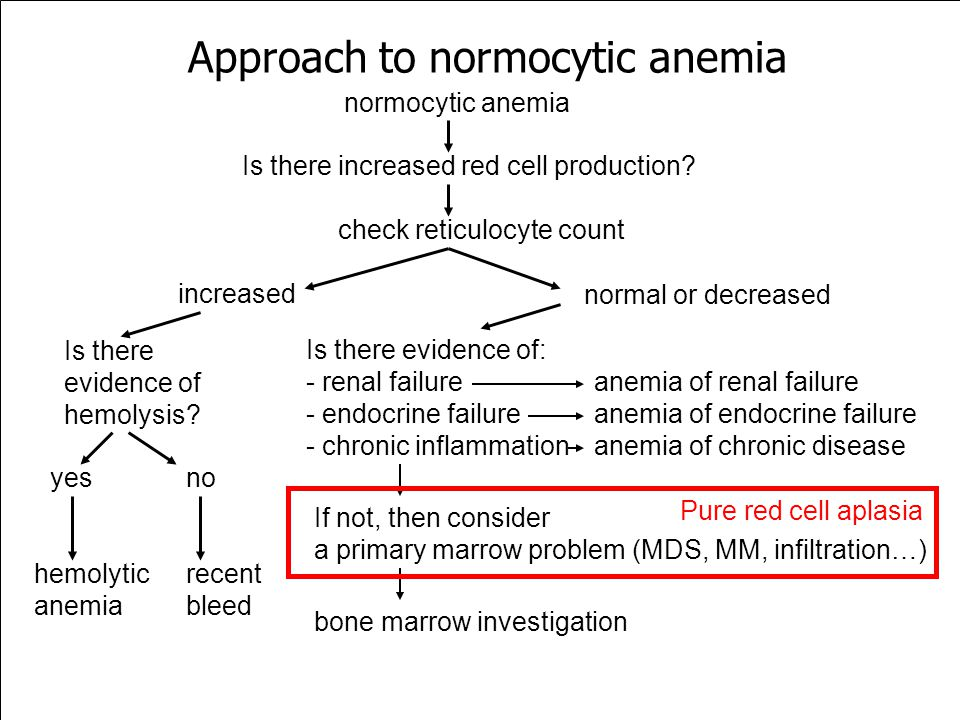 Approach to normocytic anemia
normocytic anemia
Is there increased red cell production?
check reticulocyte count
increased
normal or decreased
Is there
evidence of
hemolysis?
yes
no
hemolytic
anemia
recent
bleed
Is there evidence of:
- renal failure
anemia of renal failure
- endocrine failure
anemia of endocrine failure
- chronic inflammation
anemia of chronic disease
Pure red cell aplasia
If not, then consider
a primary marrow problem (MDS, MM, infiltration…)
bone marrow investigation